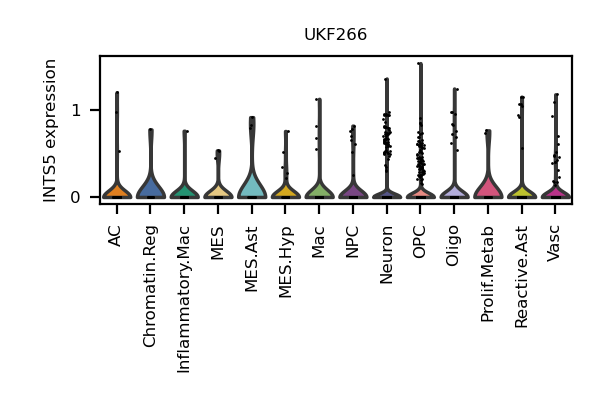 UKF266
INTS5 expression
1
0
AC
Chromatin.Reg
Inflammatory.Mac
MES
MES.Ast
MES.Hyp
Mac
NPC
Neuron
OPC
Oligo
Prolif.Metab
Reactive.Ast
Vasc